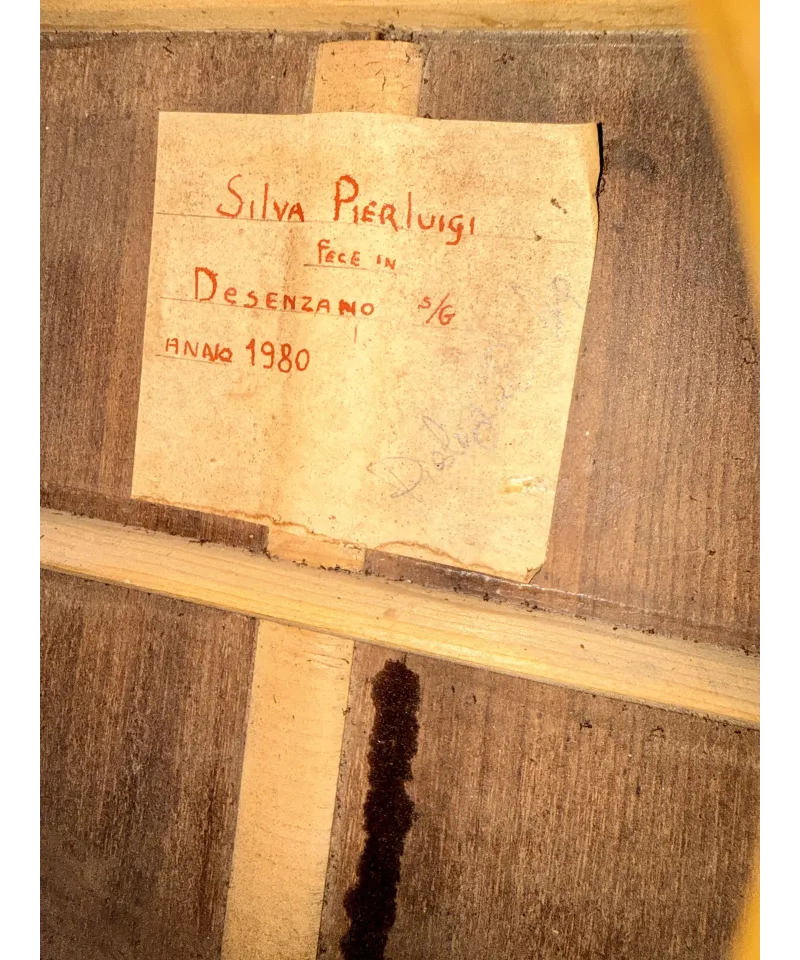 Silva Pierluigi
fece in
Desenzano s/G
anno 1980